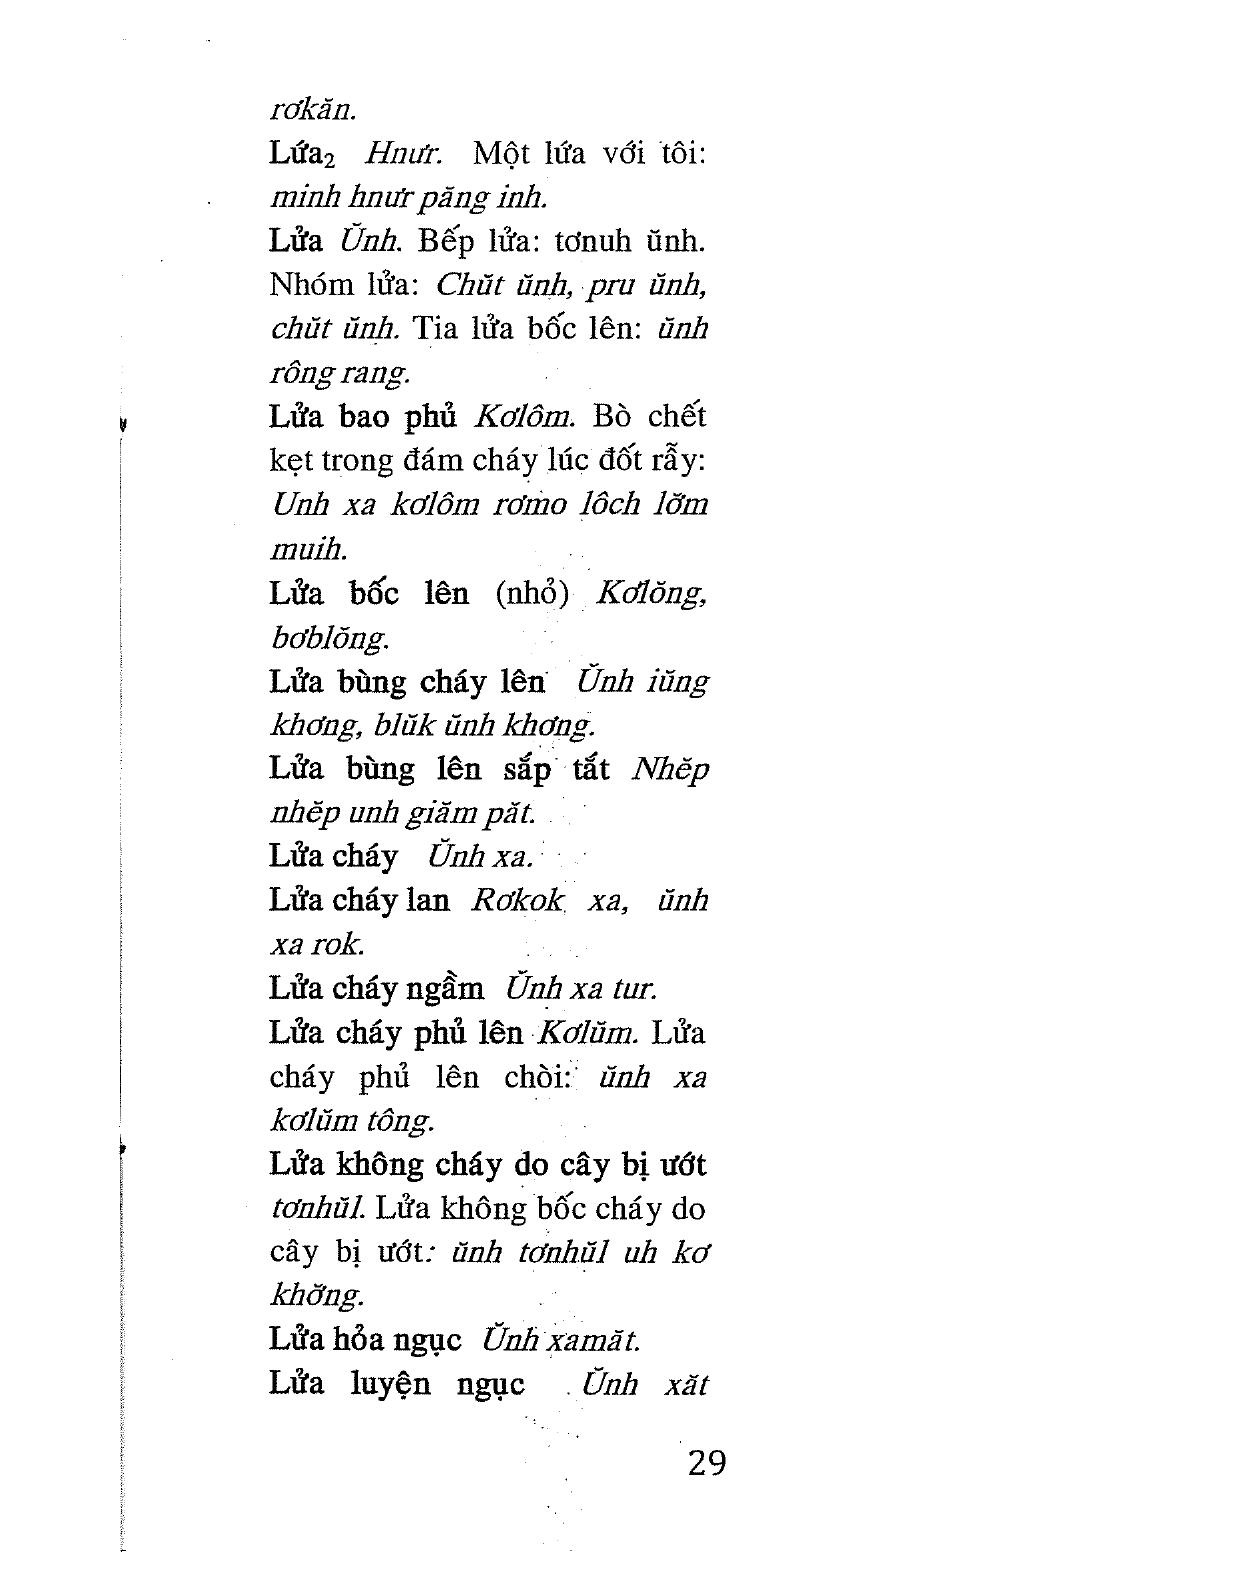 rơkăn.
Lứa₂ Hnưr. Một lứa với tôi:
minh hnưr păng inh.
Lửa Ŭnh. Bếp lửa: tơnuh ŭnh.
Nhóm lửa: Chŭt ŭnh, pru ŭnh,
chŭt ŭnh. Tia lửa bốc lên: ŭnh
rông rang.
Lửa bao phủ Kơlôm. Bò chết
kẹt trong đám cháy lúc đốt rẫy:
Unh xa kơlôm rơmo lôch lơ̆m
muih.
Lửa bốc lên (nhỏ) Kơlŏng,
bơblŏng.
Lửa bùng cháy lên Ŭnh iŭng
khơng, blŭk ŭnh khơng.
Lửa bùng lên sắp tắt Nhĕp
nhĕp unh giăm păt.
Lửa cháy Ŭnh xa.
Lửa cháy lan Rơkok xa, ŭnh
xa rok.
Lửa cháy ngầm Ŭnh xa tur.
Lửa cháy phủ lên Kơlŭm. Lửa
cháy phủ lên chòi: ŭnh xa
kơlŭm tông.
Lửa không cháy do cây bị ướt
tơnhŭl. Lửa không bốc cháy do
cây bị ướt: ŭnh tơnhŭl uh kơ
khơ̆ng.
Lửa hỏa ngục Ŭnh xamăt.
Lửa luyện ngục Ŭnh xăt
29